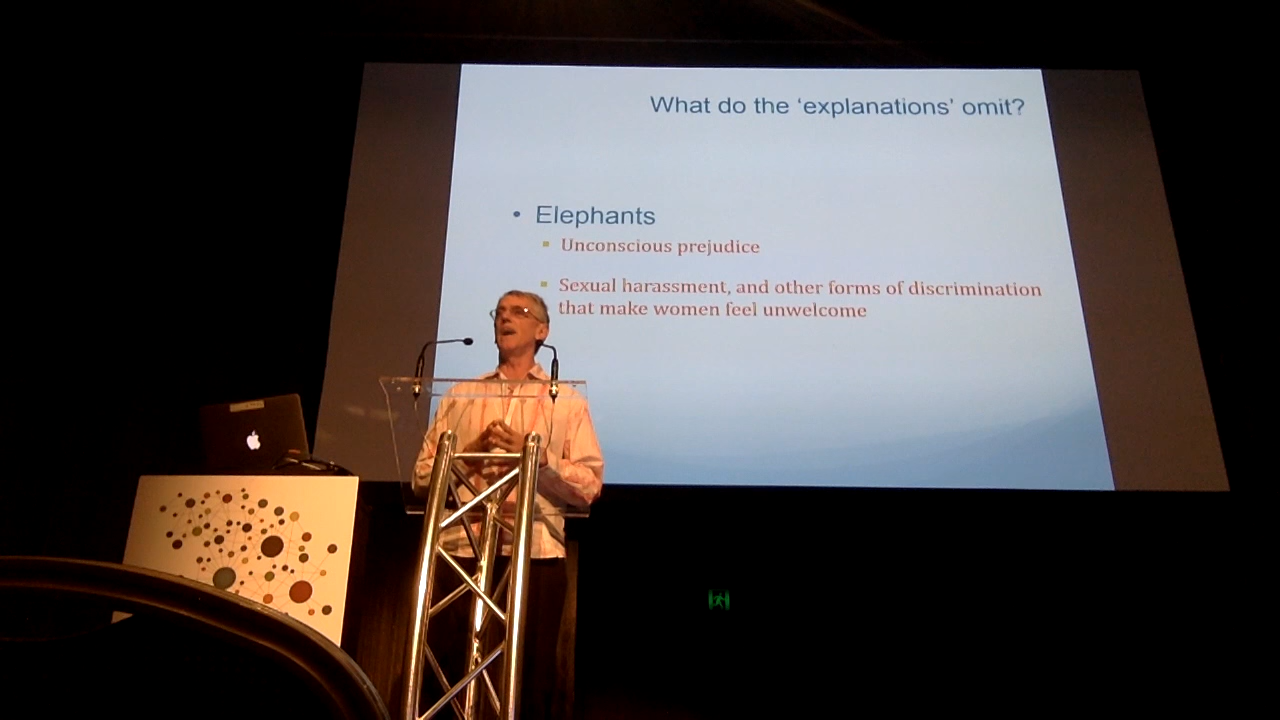 What do the ‘explanations’ omit?
• Elephants
▪ Unconscious prejudice
▪ Sexual harassment, and other forms of discrimination
that make women feel unwelcome